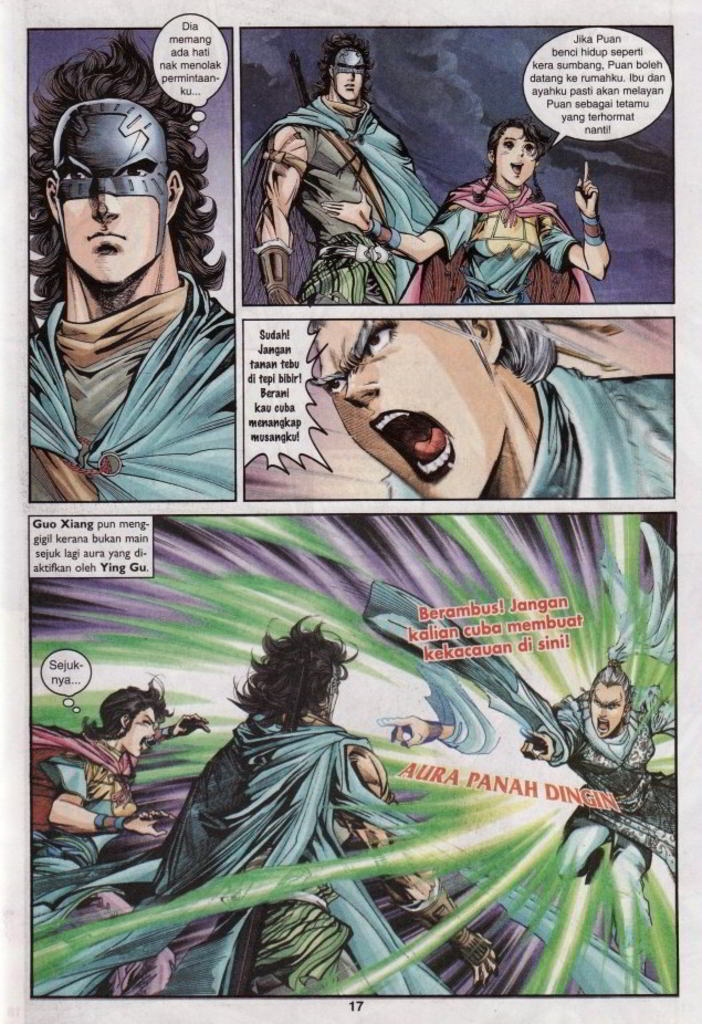 Dia
memang
ada hati
nak menolak
permintaan-
ku...
Jika Puan
benci hidup seperti
kera sumbang, Puan boleh
datang ke rumahku. Ibu dan
ayahku pasti akan melayan
Puan sebagai tetamu
yang terhormat
nanti!
Sudah!
Jangan
tanan tebu
di tepi bibir!
Berani
kau cuba
menangkap
musangku!
Guo Xiang pun meng-
gigil kerana bukan main
sejuk lagi aura yang di-
aktifkan oleh Ying Gu.
Berambus! Jangan
kalian cuba membuat
kekacauan di sini!
Sejuk-
nya...
AURA PANAH DINGIN
17